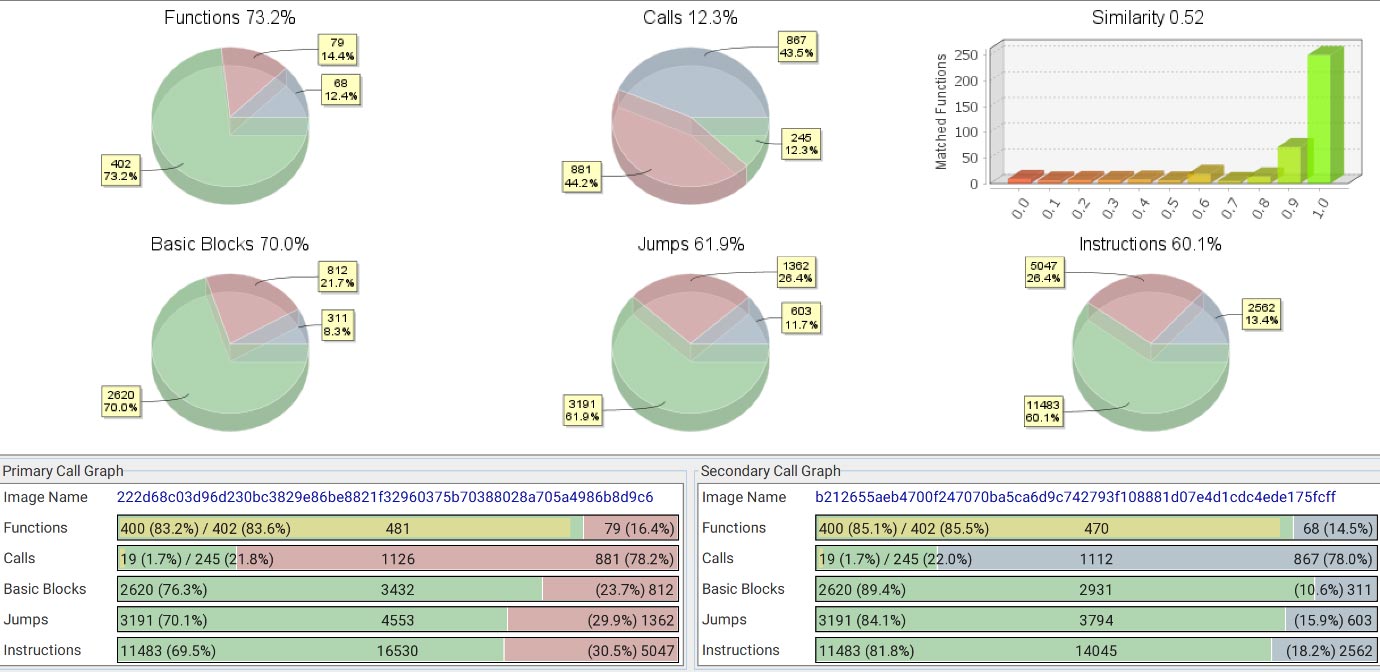 Functions 73.2%
79
14.4%
68
12.4%
402
73.2%
Calls 12.3%
867
43.5%
245
12.3%
881
44.2%
Similarity 0.52
Matched Functions
250
200
150
100
50
0
0.0
0.1
0.2
0.3
0.4
0.5
0.6
0.7
0.8
0.9
1.0
Basic Blocks 70.0%
812
21.7%
311
8.3%
2620
70.0%
Jumps 61.9%
1362
26.4%
603
11.7%
3191
61.9%
Instructions 60.1%
5047
26.4%
2562
13.4%
11483
60.1%
Primary Call Graph
Image Name 222d68c03d96d230bc3829e86be8821f32960375b70388028a705a4986b8d9c6
Functions 400 (83.2%) / 402 (83.6%) 481 79 (16.4%)
Calls 19 (1.7%) / 245 (21.8%) 1126 881 (78.2%)
Basic Blocks 2620 (76.3%) 3432 (23.7%) 812
Jumps 3191 (70.1%) 4553 (29.9%) 1362
Instructions 11483 (69.5%) 16530 (30.5%) 5047
Secondary Call Graph
Image Name b212655aeb4700f247070ba5ca6d9c742793f108881d07e4d1cdc4ede175fcff
Functions 400 (85.1%) / 402 (85.5%) 470 68 (14.5%)
Calls 19 (1.7%) / 245 (22.0%) 1112 867 (78.0%)
Basic Blocks 2620 (89.4%) 2931 (10.6%) 311
Jumps 3191 (84.1%) 3794 (15.9%) 603
Instructions 11483 (81.8%) 14045 (18.2%) 2562